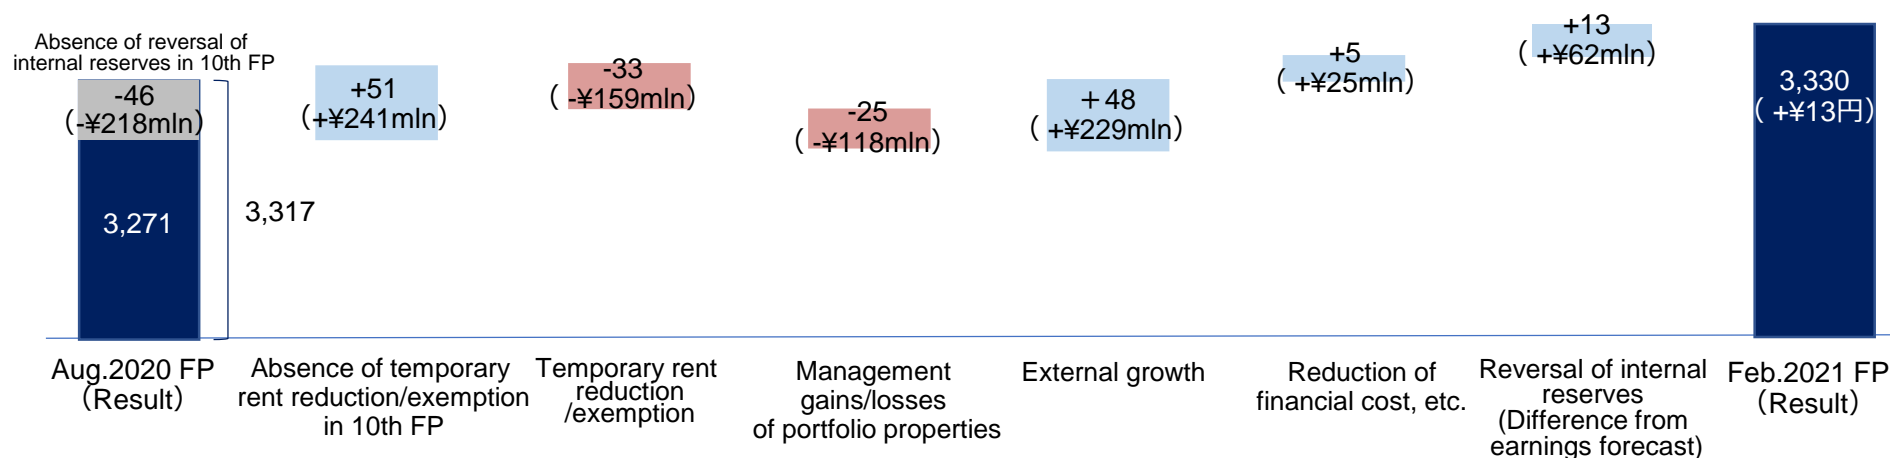 Absence of reversal of
internal reserves in 10th FP
-46
(-¥218mln)
3,271
3,317
Aug.2020 FP
（Result）
+51
(+¥241mln)
Absence of temporary
rent reduction/exemption
in 10th FP
-33
( -¥159mln)
Temporary rent
reduction
/exemption
-25
( -¥118mln)
Management
gains/losses
of portfolio properties
＋48
( +¥229mln)
External growth
+5
( +¥25mln)
Reduction of
financial cost, etc.
+13
( +¥62mln)
Reversal of internal
reserves
(Difference from
earnings forecast)
3,330
( +¥13円)
Feb.2021 FP
（Result）